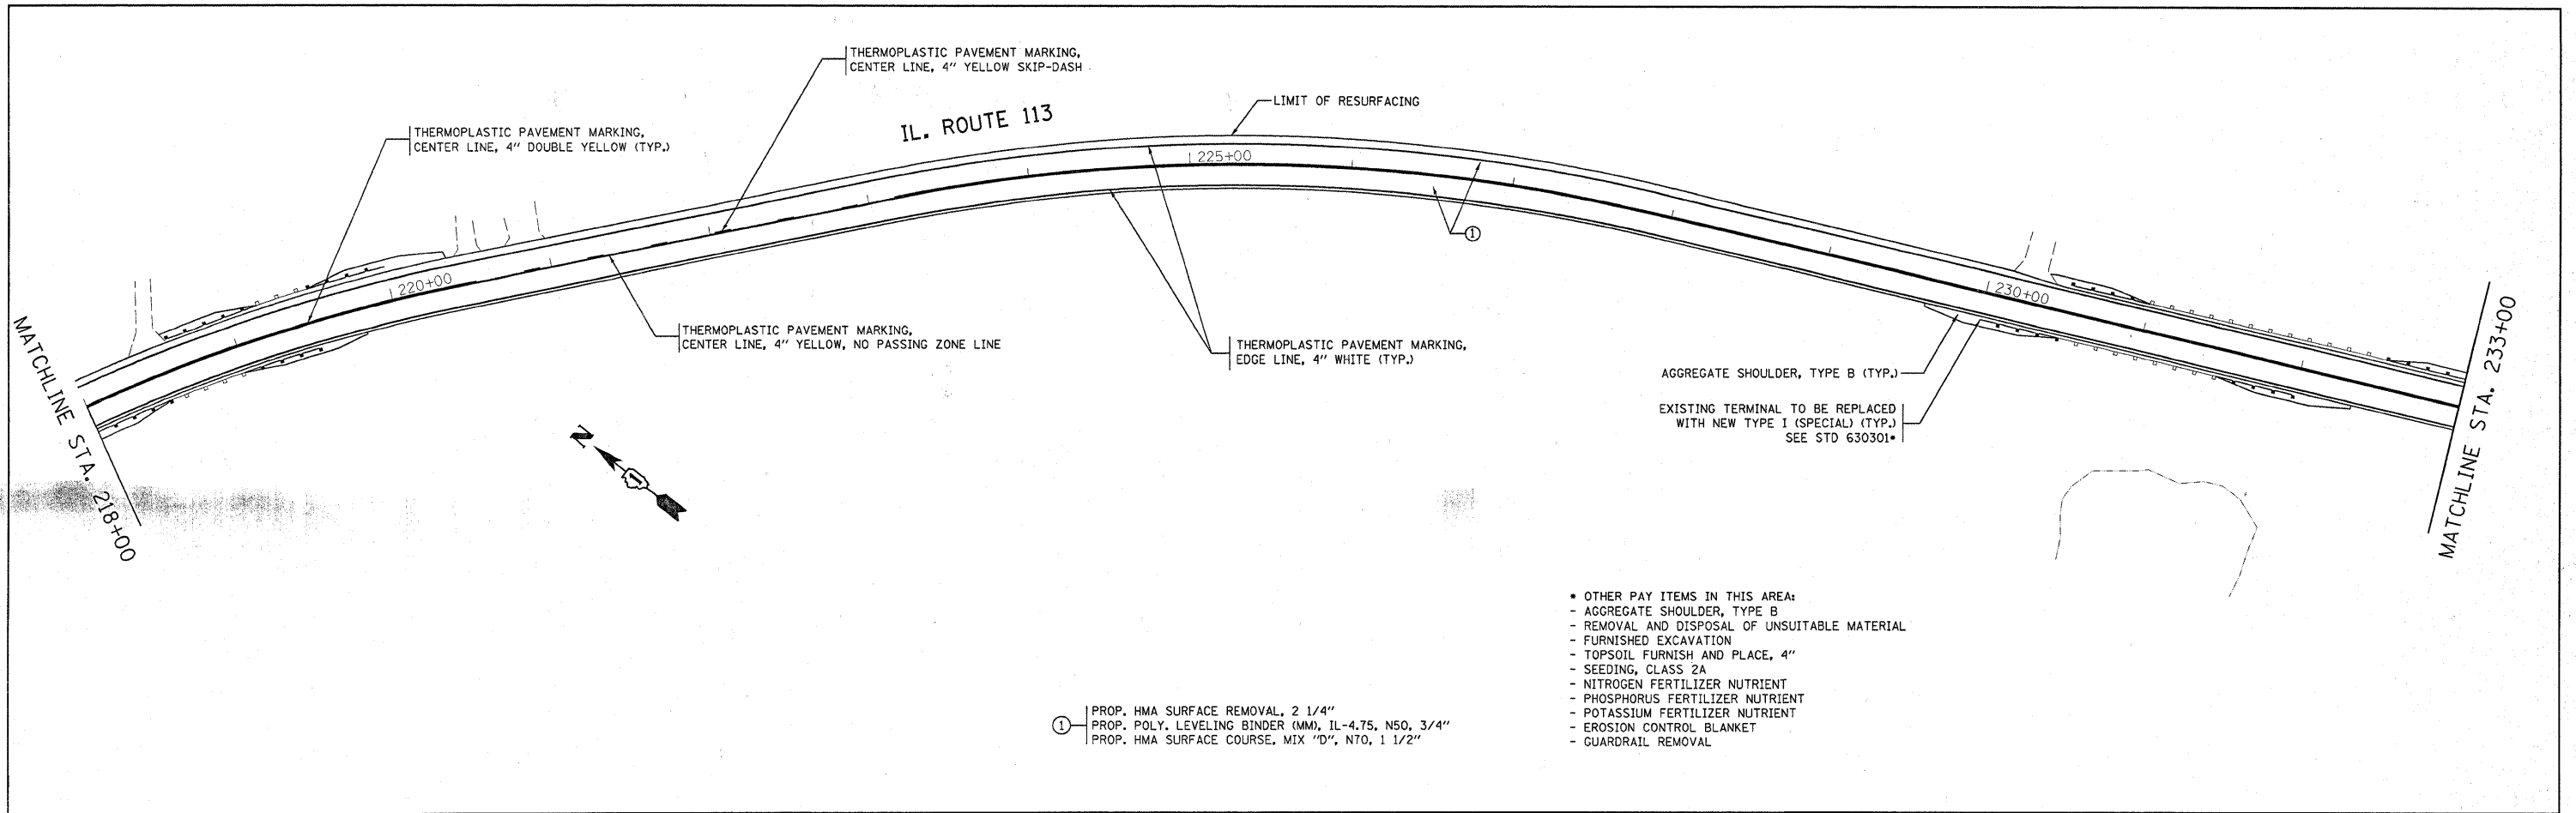 THERMOPLASTIC PAVEMENT MARKING,
CENTER LINE, 4" YELLOW SKIP-DASH
LIMIT OF RESURFACING
IL. ROUTE 113
THERMOPLASTIC PAVEMENT MARKING,
CENTER LINE, 4" DOUBLE YELLOW (TYP.)
225+00
220+00
230+00
1
MATCHLINE STA. 218+00
MATCHLINE STA. 233+00
THERMOPLASTIC PAVEMENT MARKING,
CENTER LINE, 4" YELLOW, NO PASSING ZONE LINE
THERMOPLASTIC PAVEMENT MARKING,
EDGE LINE, 4" WHITE (TYP.)
AGGREGATE SHOULDER, TYPE B (TYP.)
EXISTING TERMINAL TO BE REPLACED
WITH NEW TYPE I (SPECIAL) (TYP.)
SEE STD 630301*
N
* OTHER PAY ITEMS IN THIS AREA:
- AGGREGATE SHOULDER, TYPE B
- REMOVAL AND DISPOSAL OF UNSUITABLE MATERIAL
- FURNISHED EXCAVATION
- TOPSOIL FURNISH AND PLACE, 4"
- SEEDING, CLASS 2A
- NITROGEN FERTILIZER NUTRIENT
- PHOSPHORUS FERTILIZER NUTRIENT
- POTASSIUM FERTILIZER NUTRIENT
- EROSION CONTROL BLANKET
- GUARDRAIL REMOVAL
1
PROP. HMA SURFACE REMOVAL, 2 1/4"
PROP. POLY. LEVELING BINDER (MM), IL-4.75, N50, 3/4"
PROP. HMA SURFACE COURSE, MIX "D", N70, 1 1/2"